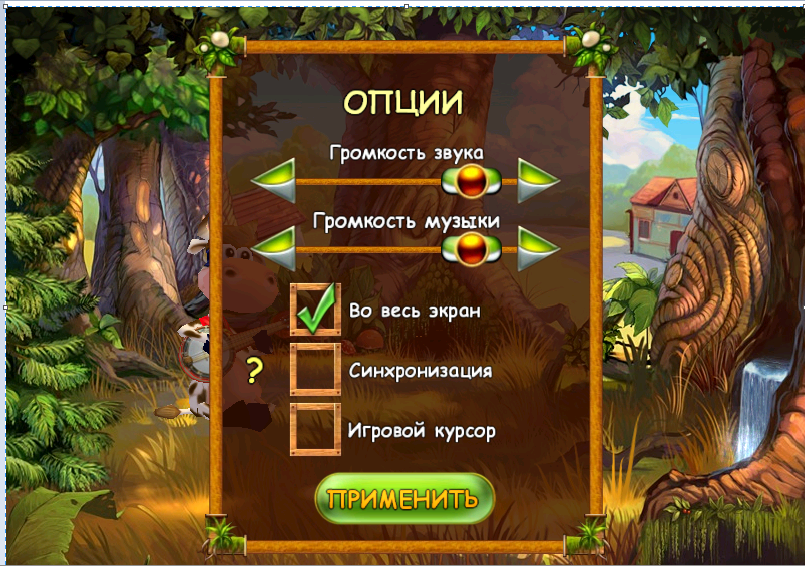 ОПЦИИ
Громкость звука
Громкость музыки
Во весь экран
? Синхронизация
Игровой курсор
ПРИМЕНИТЬ